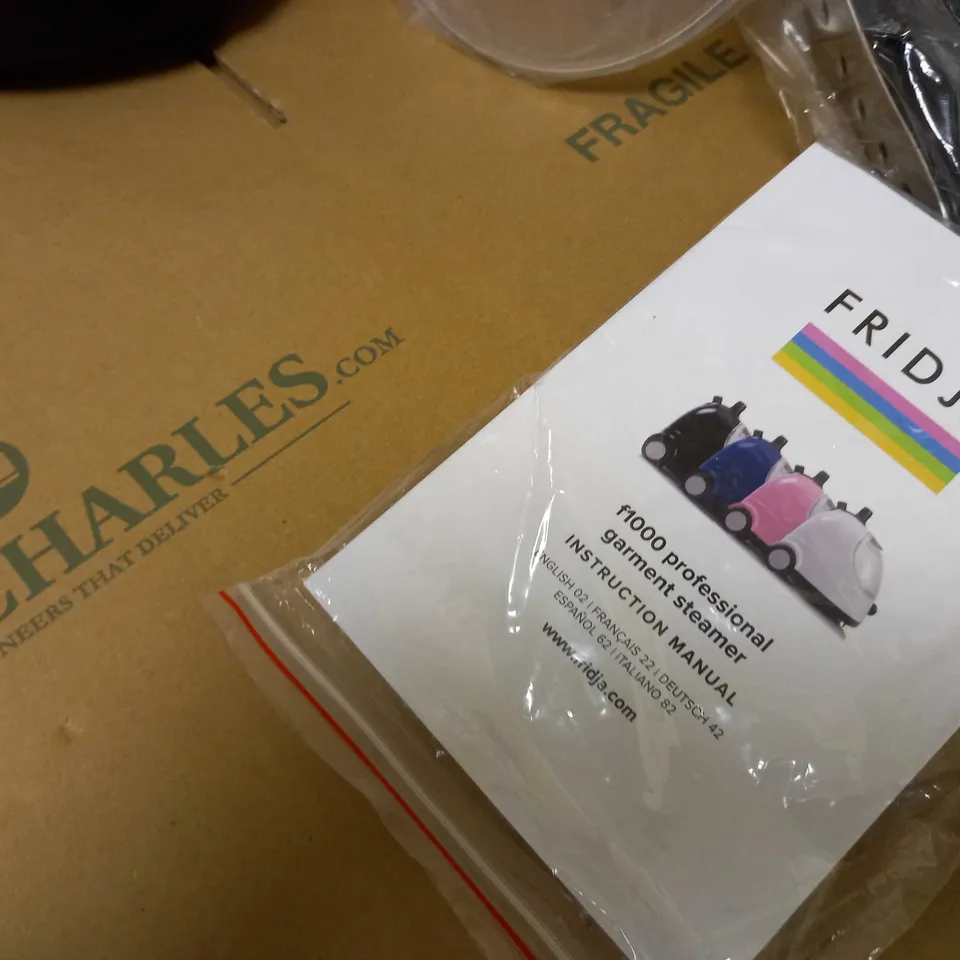 FRAGILE
CHARLES.COM
NEERS THAT DELIVER
FRIDJ
f1000 professional
garment steamer
INSTRUCTION MANUAL
ENGLISH 02 | FRANÇAIS 22 | DEUTSCH 42
ESPAÑOL 62 | ITALIANO 82
www.fridja.com